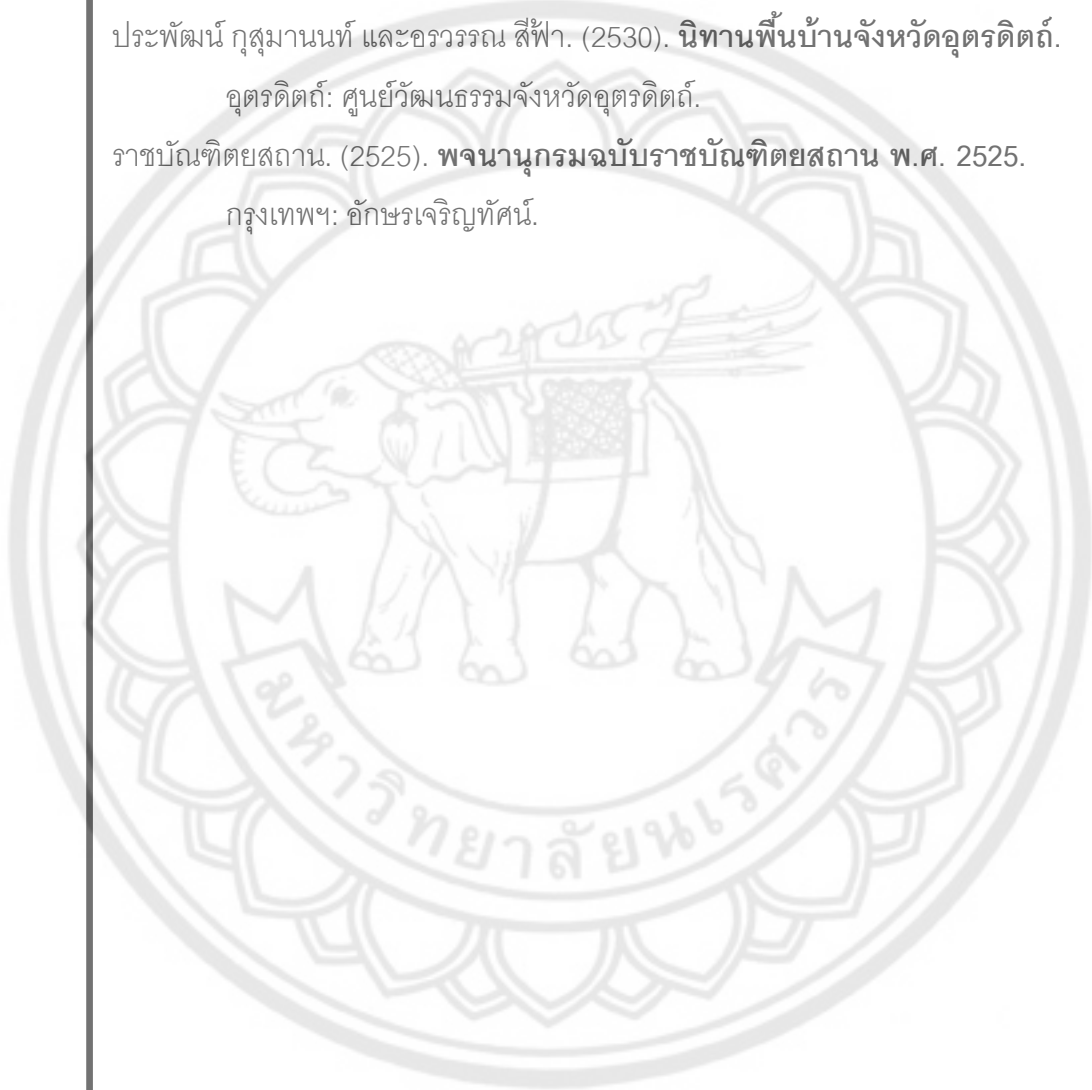 ประพัฒน์ กุสุมานนท์ และอรวรรณ สีฟ้า. (2530). นิทานพื้นบ้านจังหวัดอุตรดิตถ์.
อุตรดิตถ์: ศูนย์วัฒนธรรมจังหวัดอุตรดิตถ์.
ราชบัณฑิตยสถาน. (2525). พจนานุกรมฉบับราชบัณฑิตยสถาน พ.ศ. 2525.
กรุงเทพฯ: อักษรเจริญทัศน์.
มหาวิทยาลัยนเรศวร